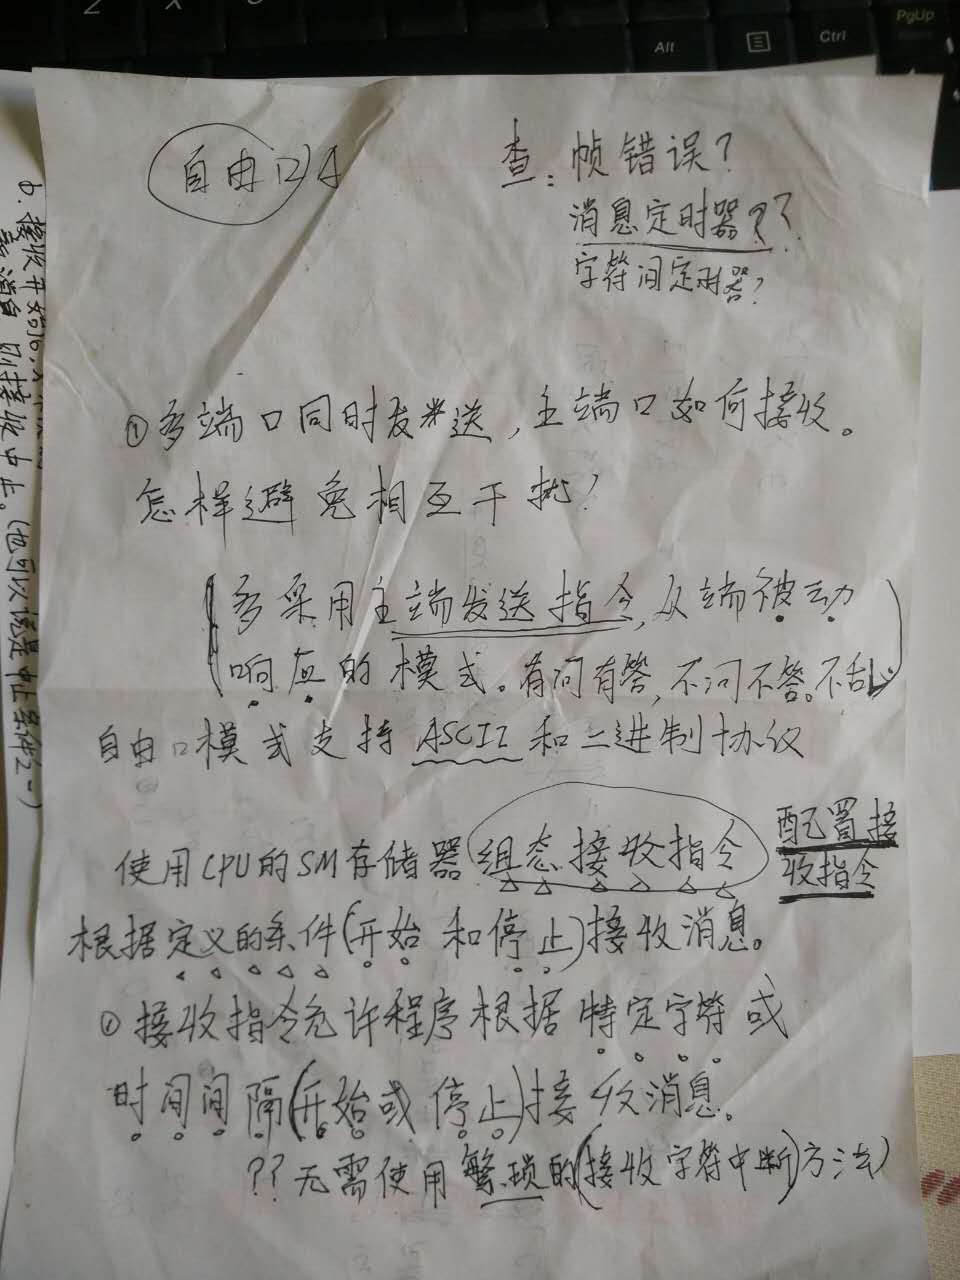 自由口
查：帧错误？
消息定时器？？
字符间定时器？
①多端口同时发送，主端口如何接收。
怎样避免相互干扰！
（多采用主端发送指令，从端被动
响应的模式。有问有答，不问不答。不乱）
自由口模式支持ASCII和二进制协议
使用CPU的SM存储器组态接收指令
配置接
收指令
根据定义的条件（开始和停止）接收消息。
①接收指令允许程序根据特定字符或
时间间隔（开始或停止）接收消息。
？？无需使用繁琐的（接收字符中断）方法）
b.接收开始
则接收中止。（也可以说是中止条件之一）
Alt
Ctrl
PgUp
Z
X